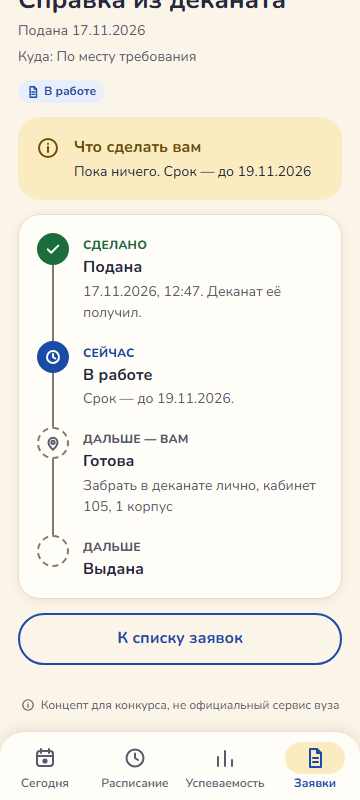 Справка из деканата
Подана 17.11.2026
Куда: По месту требования
В работе
Что сделать вам
Пока ничего. Срок — до 19.11.2026
СДЕЛАНО
Подана
17.11.2026, 12:47. Деканат её
получил.
СЕЙЧАС
В работе
Срок — до 19.11.2026.
ДАЛЬШЕ — ВАМ
Готова
Забрать в деканате лично, кабинет
105, 1 корпус
ДАЛЬШЕ
Выдана
К списку заявок
Концепт для конкурса, не официальный сервис вуза
Сегодня
Расписание
Успеваемость
Заявки